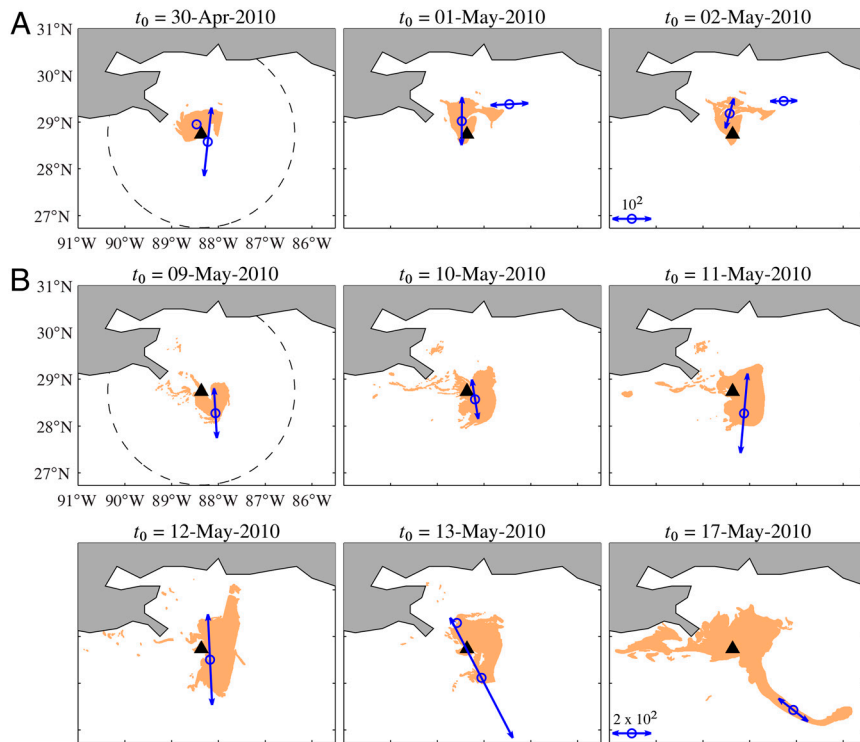 A
t₀ = 30-Apr-2010
t₀ = 01-May-2010
t₀ = 02-May-2010
31°N
30°N
29°N
28°N
27°N
91°W 90°W 89°W 88°W 87°W 86°W
10²
B
t₀ = 09-May-2010
t₀ = 10-May-2010
t₀ = 11-May-2010
31°N
30°N
29°N
28°N
27°N
91°W 90°W 89°W 88°W 87°W 86°W
t₀ = 12-May-2010
t₀ = 13-May-2010
t₀ = 17-May-2010
2 x 10²